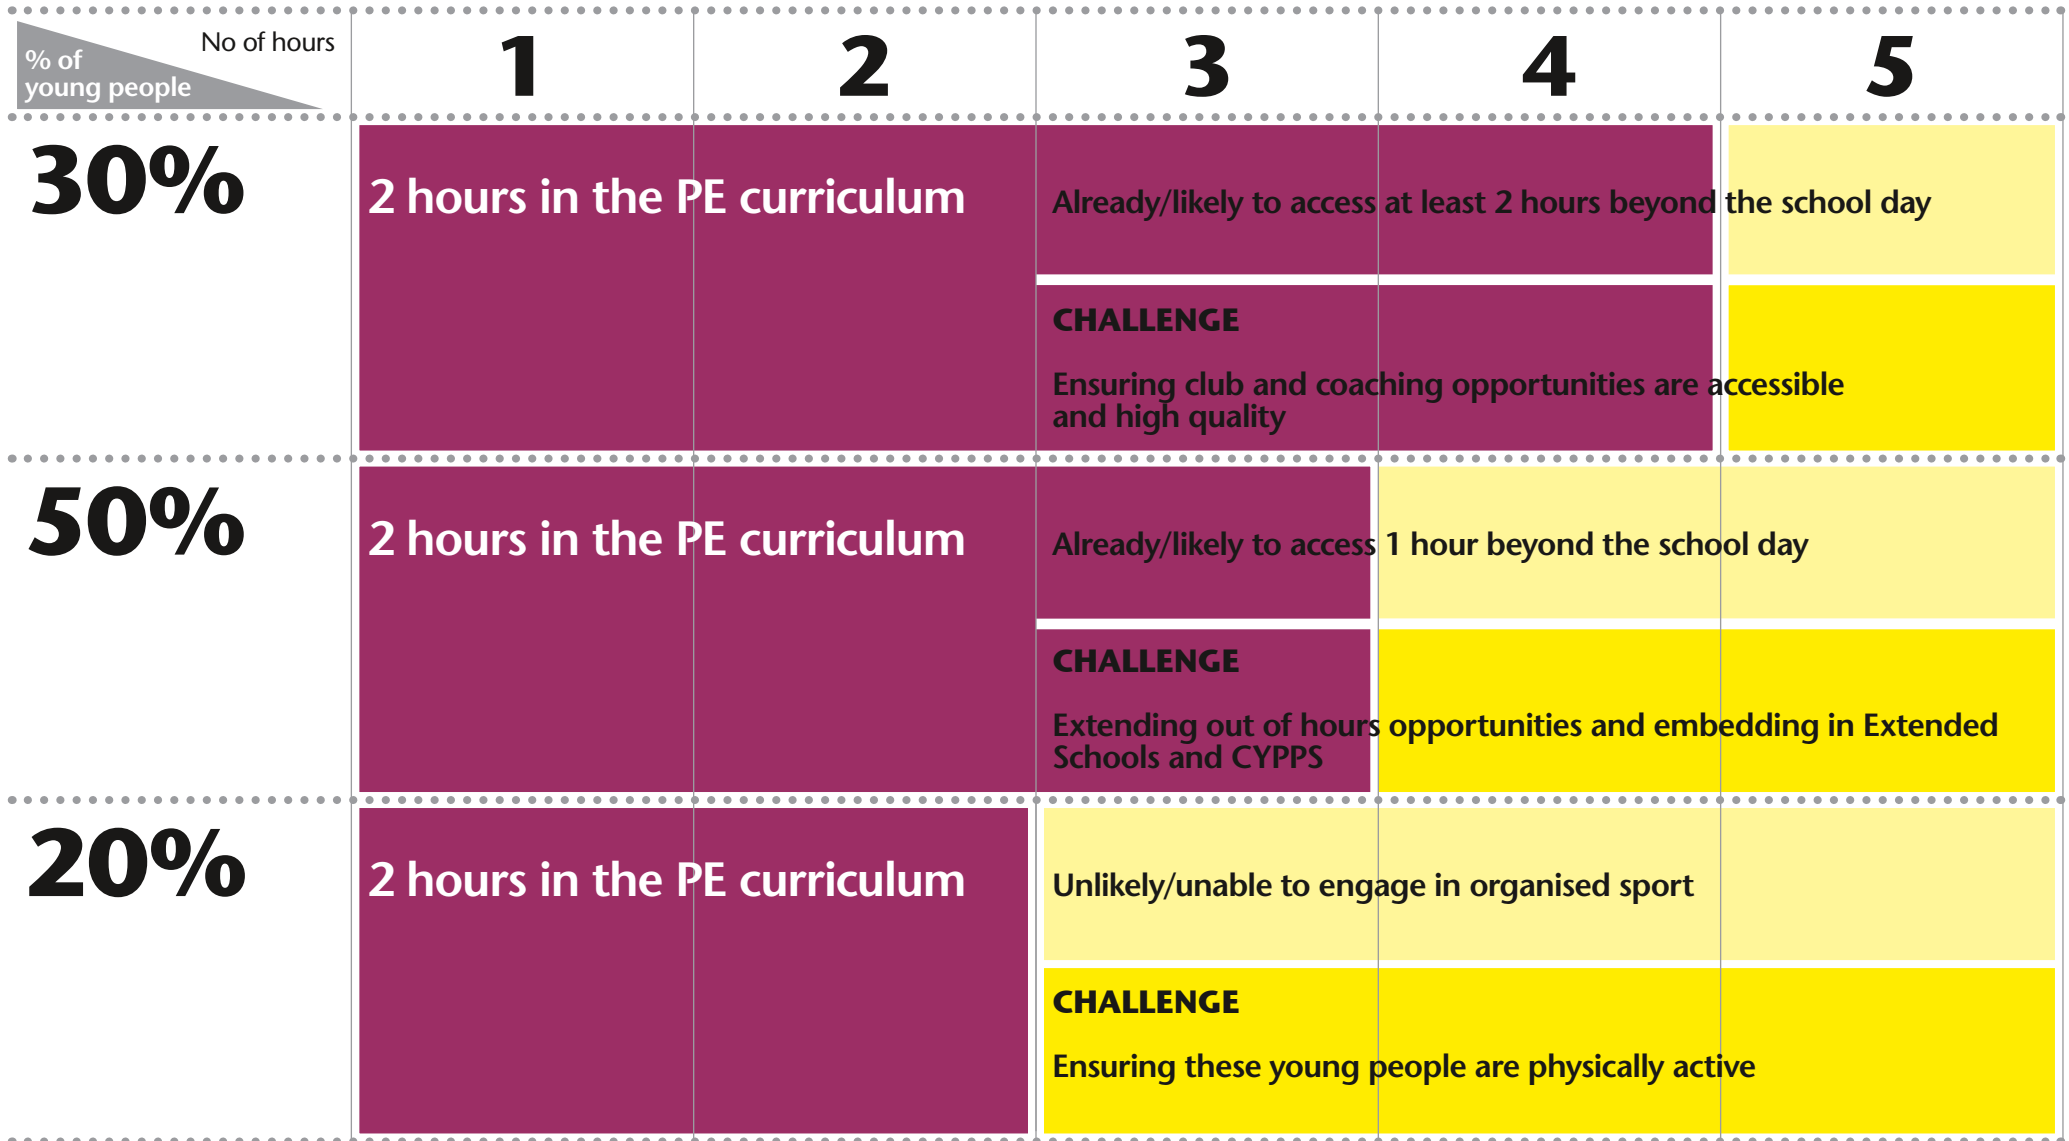 No of hours
% of
young people
1
2
3
4
5
30%
2 hours in the PE curriculum
Already/likely to access at least 2 hours beyond the school day
CHALLENGE
Ensuring club and coaching opportunities are accessible
and high quality
50%
2 hours in the PE curriculum
Already/likely to access 1 hour beyond the school day
CHALLENGE
Extending out of hours opportunities and embedding in Extended
Schools and CYPPS
20%
2 hours in the PE curriculum
Unlikely/unable to engage in organised sport
CHALLENGE
Ensuring these young people are physically active